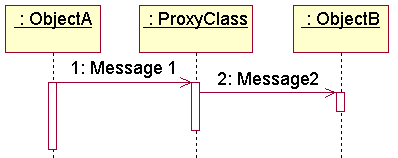 : ObjectA
: ProxyClass
: ObjectB
1: Message 1
2: Message2